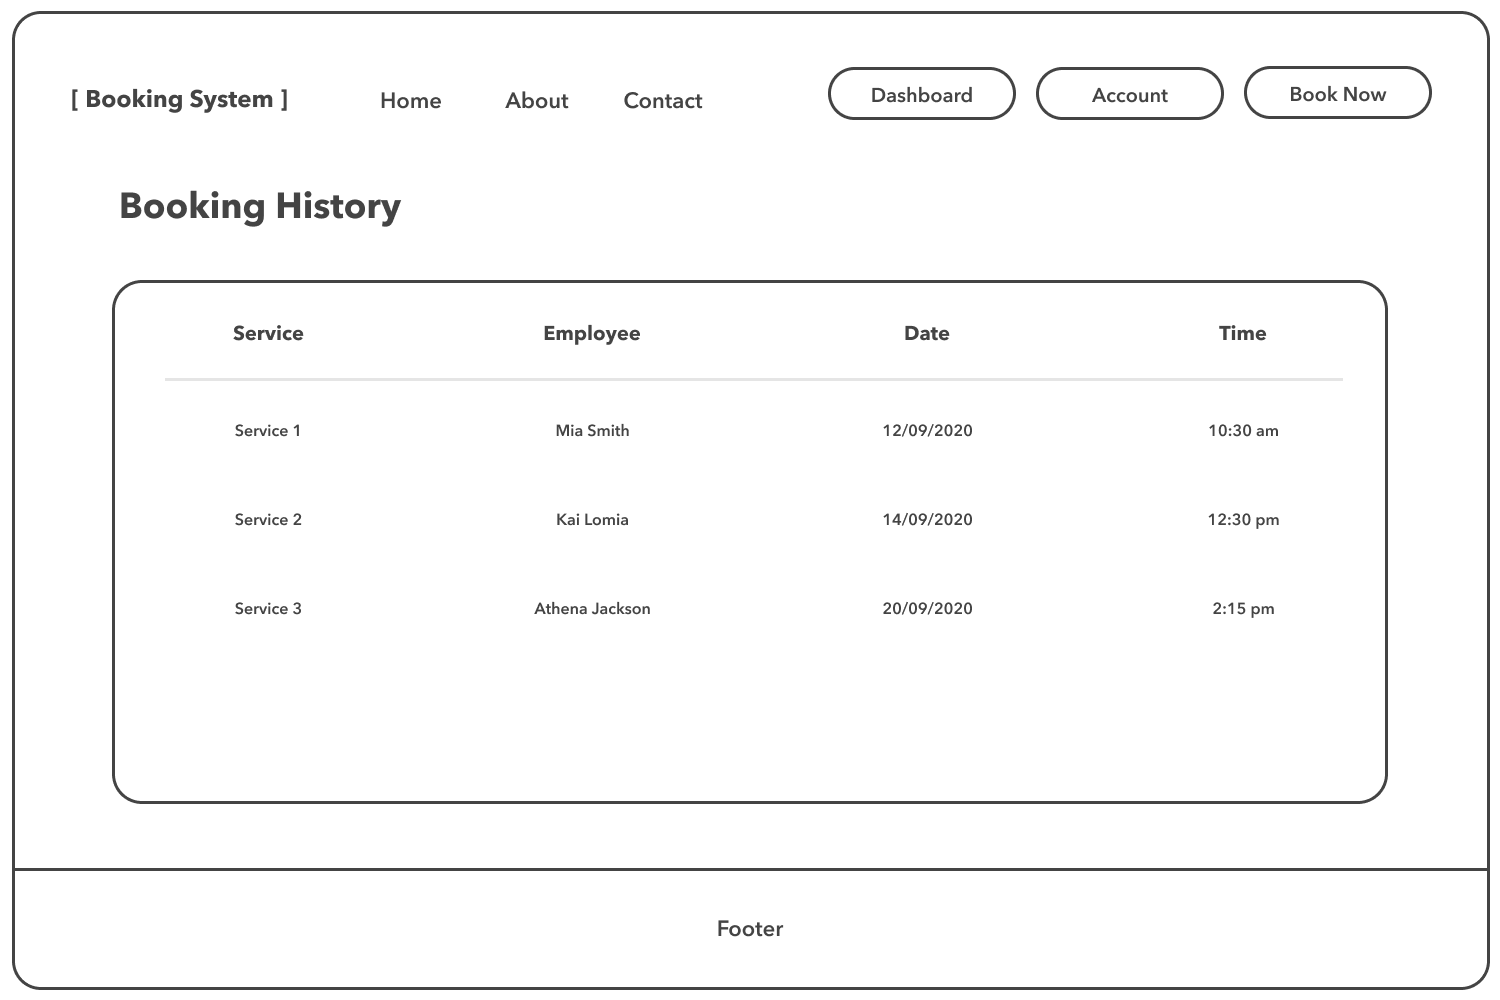 [ Booking System ] Home About Contact Dashboard Account Book Now
Booking History
Service Employee Date Time
Service 1 Mia Smith 12/09/2020 10:30 am
Service 2 Kai Lomia 14/09/2020 12:30 pm
Service 3 Athena Jackson 20/09/2020 2:15 pm
Footer